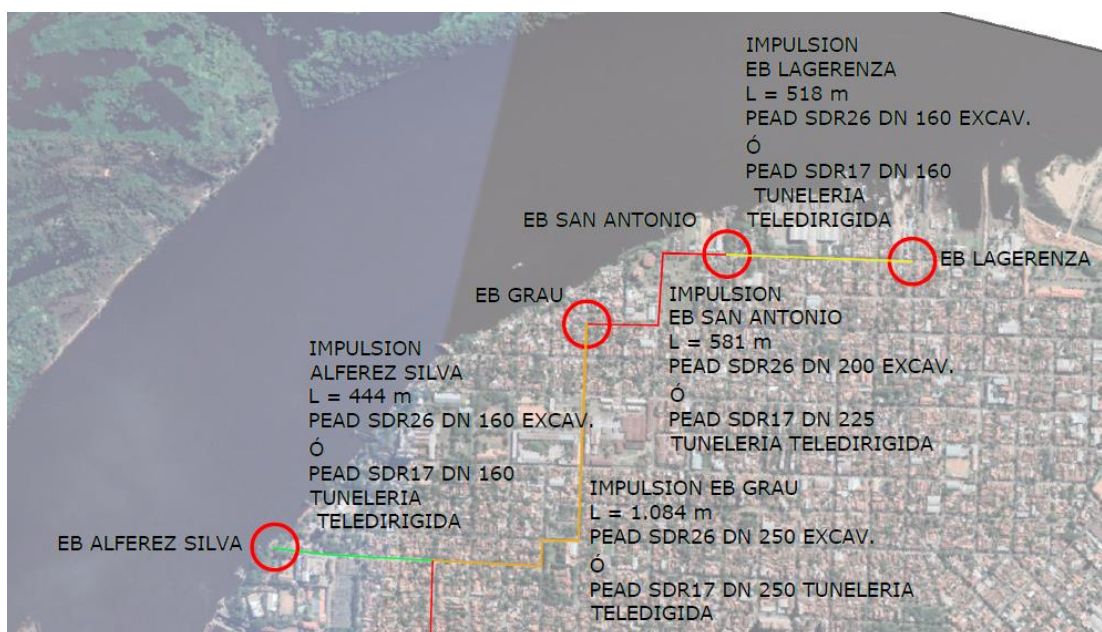 IMPULSION
EB LAGERENZA
L = 518 m
PEAD SDR26 DN 160 EXCAV.
Ó
PEAD SDR17 DN 160
TUNELERIA
TELEDIRIGIDA
EB SAN ANTONIO
EB LAGERENZA
EB GRAU
IMPULSION
EB SAN ANTONIO
L = 581 m
PEAD SDR26 DN 200 EXCAV.
Ó
PEAD SDR17 DN 225
TUNELERIA TELEDIRIGIDA
IMPULSION
ALFEREZ SILVA
L = 444 m
PEAD SDR26 DN 160 EXCAV.
Ó
PEAD SDR17 DN 160
TUNELERIA
TELEDIRIGIDA
IMPULSION EB GRAU
L = 1.084 m
PEAD SDR26 DN 250 EXCAV.
Ó
PEAD SDR17 DN 250 TUNELERIA
TELEDIGIDA
EB ALFEREZ SILVA